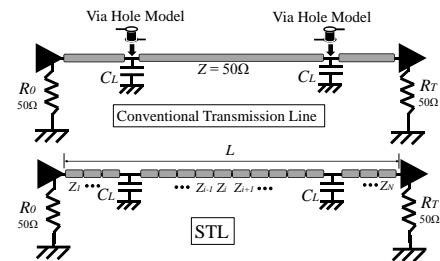 Via Hole Model Via Hole Model
R0 50Ω CL Z = 50Ω CL RT 50Ω
Conventional Transmission Line
L
Z1 ••• ••• Zi-1 Zi Zi+1 ••• ••• ZN
R0 50Ω CL CL RT 50Ω
STL